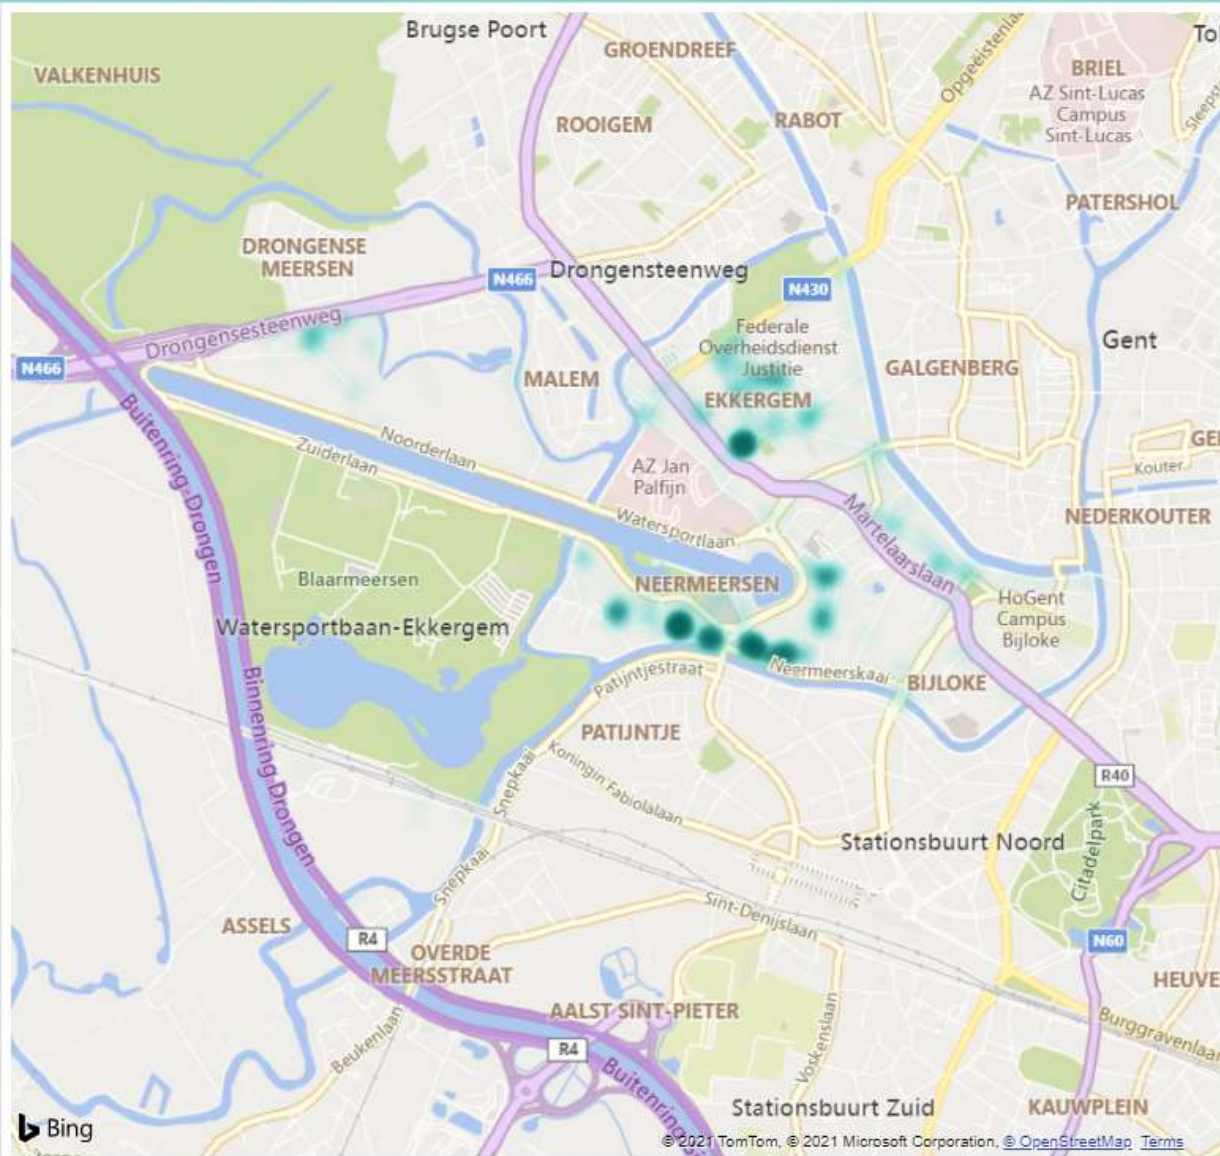 Brugse Poort
GROENDREEF
VALKENHUIS
BRIEL
AZ Sint-Lucas
Campus
Sint-Lucas
ROOIGEM
RABOT
PATERSHOL
DRONGENSE
MEERSEN
N466
Drongensteenweg
N430
Drongensesteenweg
Federale
Overheidsdienst
Justitie
Gent
N466
MALEM
GALGENBERG
EKKERGEM
Buitenring-Drongen
Noorderlaan
Zuiderlaan
AZ Jan
Palfijn
Kouter
Martelaarslaan
NEDERKOUTER
Watersportlaan
Blaarmeersen
NEERMEERSEN
HoGent
Campus
Bijloke
Watersportbaan-Ekkergem
Patijntjestraat
Neermeerskaai
BIJLOKE
Binnenring-Drongen
PATIJNTJE
Snepkaai
Koningin Fabiolalaan
R40
Stationsbuurt Noord
Citadelpark
Snepkaai
Sint-Denijslaan
ASSELS
R4
OVERDE
MEERSSTRAAT
N60
HEUVE
AALST SINT-PIETER
Beukenlaan
R4
Voskenslaan
Burggravenlaan
Buitenring
Stationsbuurt Zuid
KAUWPLEIN
Bing
© 2021 TomTom, © 2021 Microsoft Corporation, © OpenStreetMap Terms